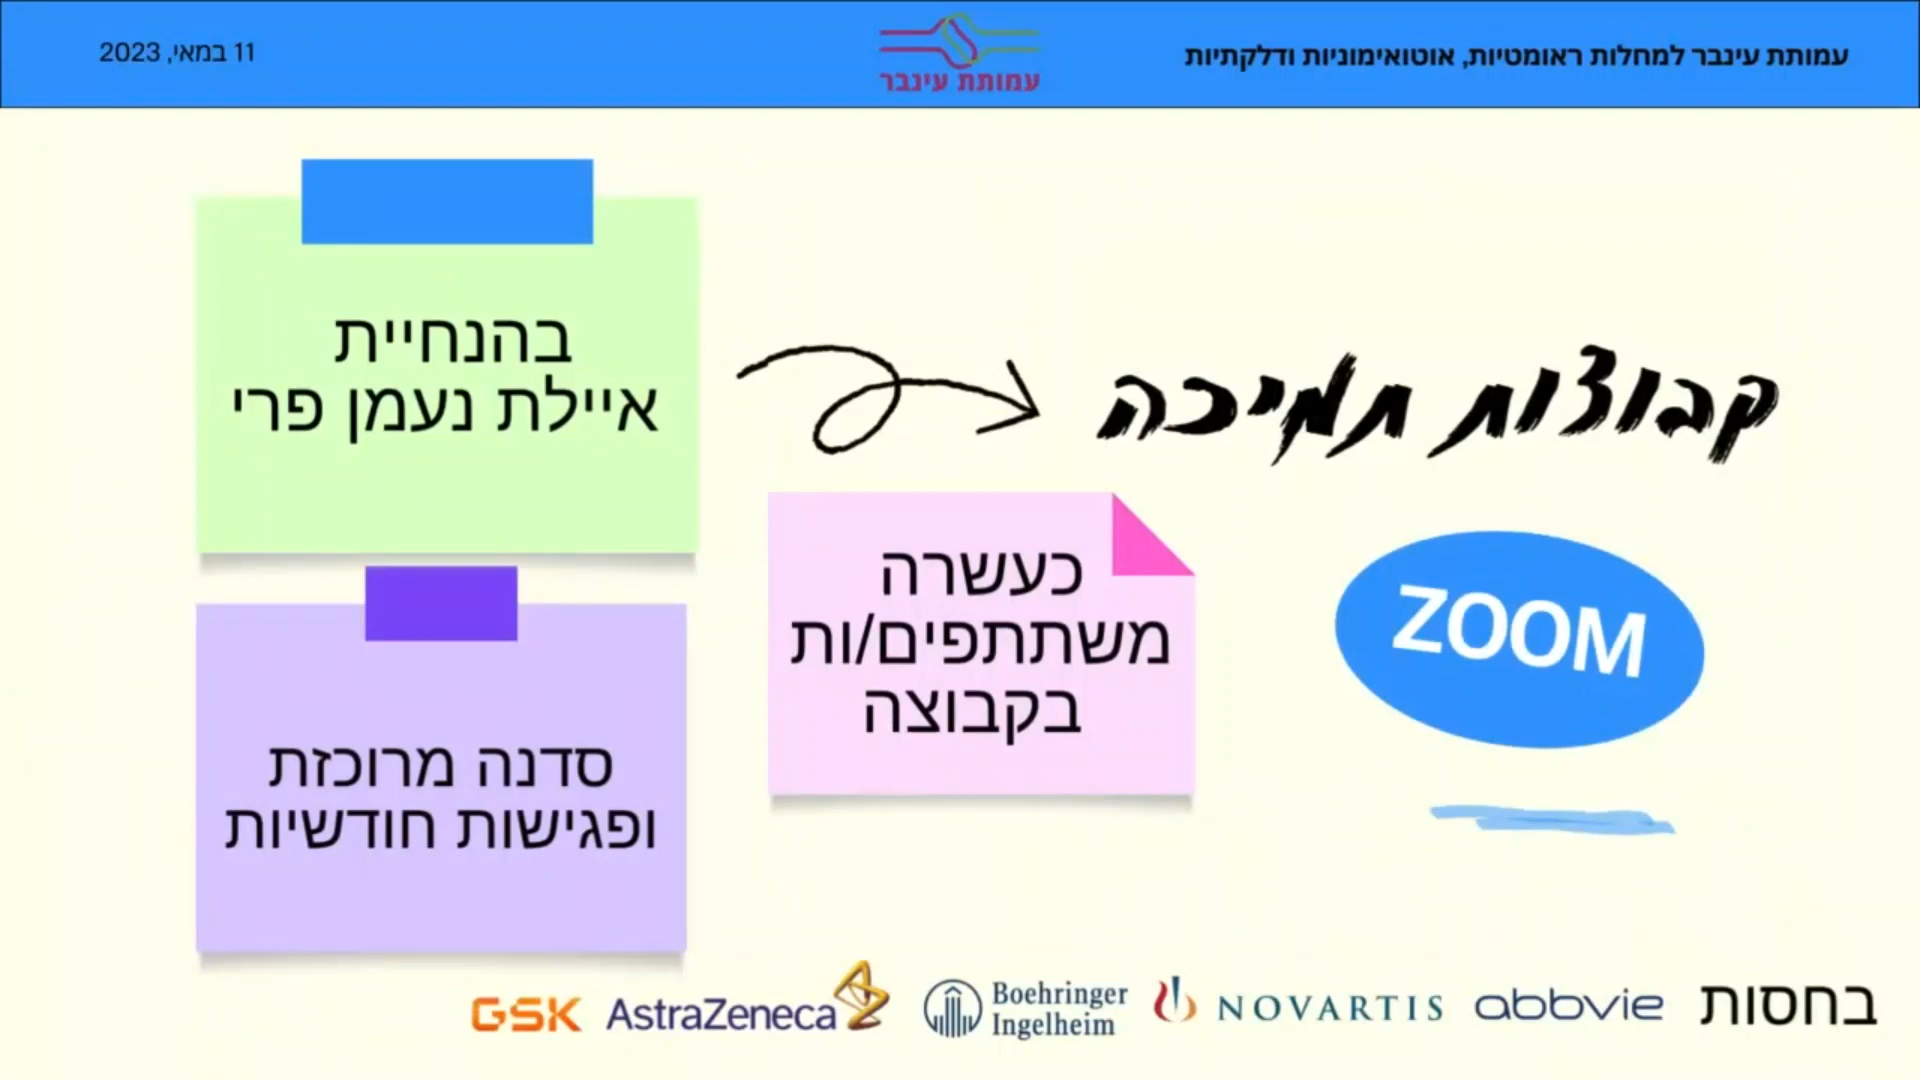 עמותת עינבר למחלות ראומטיות, אוטואימוניות ודלקתיות
עמותת עינבר
11 במאי, 2023
קבוצות תמיכה
בהנחיית
איילת נעמן פרי
ZOOM
כעשרה
משתתפים/ות
בקבוצה
סדנה מרוכזת
ופגישות חודשיות
בחסות
abbvie
NOVARTIS
Boehringer
Ingelheim
AstraZeneca
GSK